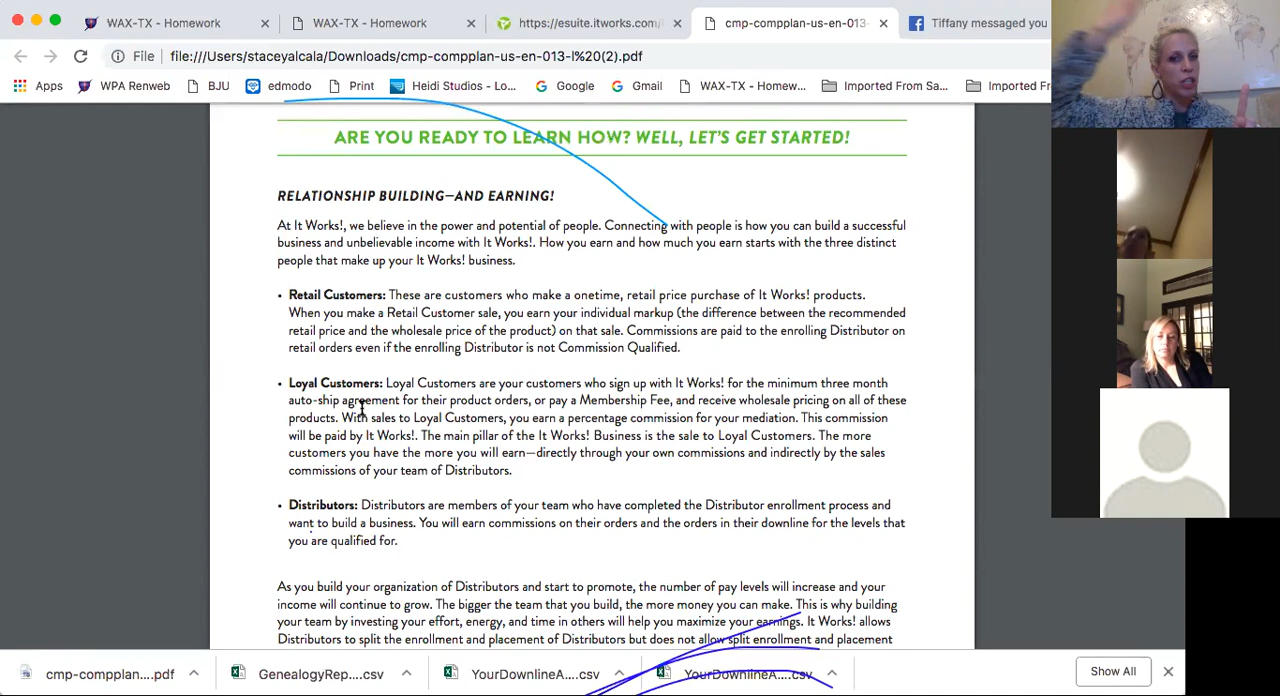 WAX-TX - Homework
WAX-TX - Homework
https://esuite.itworks.com/
cmp-compplan-us-en-013-
Tiffany messaged you
File
file:///Users/staceyalcala/Downloads/cmp-compplan-us-en-013-l%20(2).pdf
Apps
WPA Renweb
BJU
edmodo
Print
Heidi Studios - Lo...
Google
Gmail
WAX-TX - Homew...
Imported From Sa...
Imported Fr
ARE YOU READY TO LEARN HOW? WELL, LET'S GET STARTED!
RELATIONSHIP BUILDING—AND EARNING!
At It Works!, we believe in the power and potential of people. Connecting with people is how you can build a successful
business and unbelievable income with It Works!. How you earn and how much you earn starts with the three distinct
people that make up your It Works! business.
• Retail Customers: These are customers who make a onetime, retail price purchase of It Works! products.
When you make a Retail Customer sale, you earn your individual markup (the difference between the recommended
retail price and the wholesale price of the product) on that sale. Commissions are paid to the enrolling Distributor on
retail orders even if the enrolling Distributor is not Commission Qualified.
• Loyal Customers: Loyal Customers are your customers who sign up with It Works! for the minimum three month
auto-ship agreement for their product orders, or pay a Membership Fee, and receive wholesale pricing on all of these
products. With sales to Loyal Customers, you earn a percentage commission for your mediation. This commission
will be paid by It Works!. The main pillar of the It Works! Business is the sale to Loyal Customers. The more
customers you have the more you will earn—directly through your own commissions and indirectly by the sales
commissions of your team of Distributors.
• Distributors: Distributors are members of your team who have completed the Distributor enrollment process and
want to build a business. You will earn commissions on their orders and the orders in their downline for the levels that
you are qualified for.
As you build your organization of Distributors and start to promote, the number of pay levels will increase and your
income will continue to grow. The bigger the team that you build, the more money you can make. This is why building
your team by investing your effort, energy, and time in others will help you maximize your earnings. It Works! allows
Distributors to split the enrollment and placement of Distributors but does not allow split enrollment and placement
cmp-compplan....pdf
GenealogyRep....csv
YourDownlineA....csv
YourDownlineA....csv
Show All